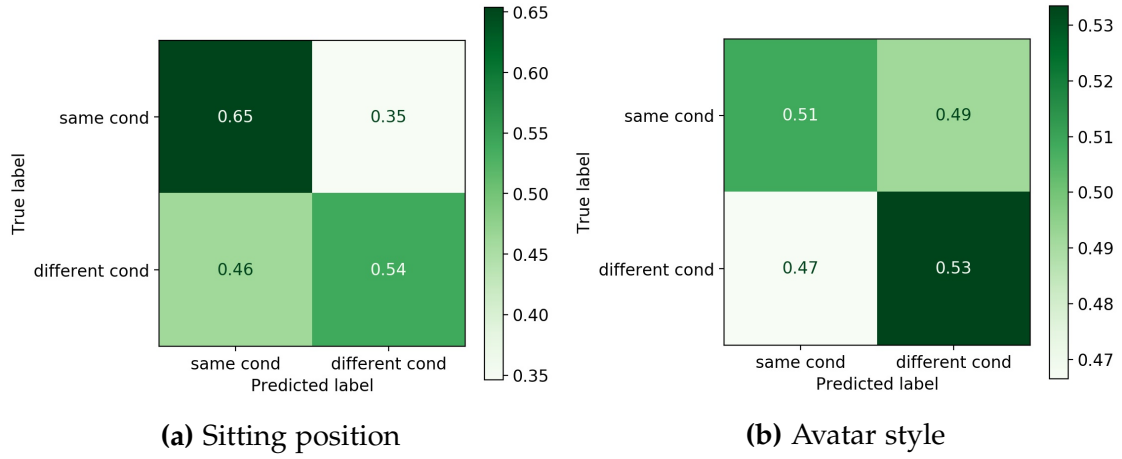 same cond
different cond
True label
0.65
0.35
0.46
0.54
same cond
different cond
Predicted label
0.65
0.60
0.55
0.50
0.45
0.40
0.35
(a) Sitting position
same cond
different cond
True label
0.51
0.49
0.47
0.53
same cond
different cond
Predicted label
0.53
0.52
0.51
0.50
0.49
0.48
0.47
(b) Avatar style